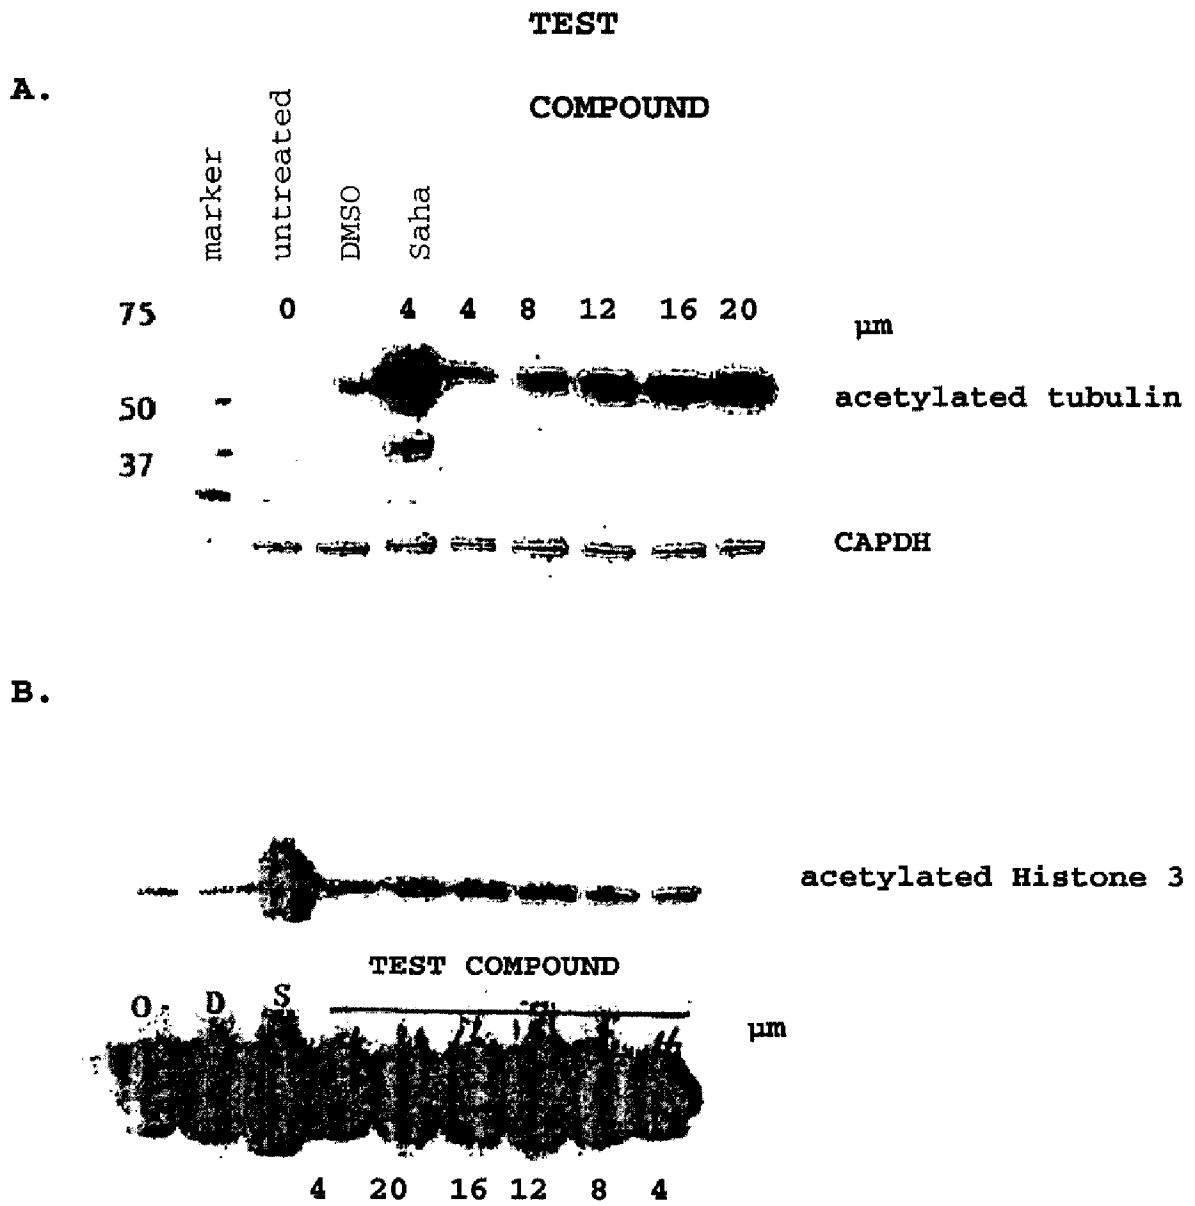 TEST
A.
COMPOUND
marker
untreated
DMSO
Saha
75
0 4 4 8 12 16 20
µm
50
acetylated tubulin
37
CAPDH
B.
acetylated Histone 3
TEST COMPOUND
O D S
µm
4 20 16 12 8 4